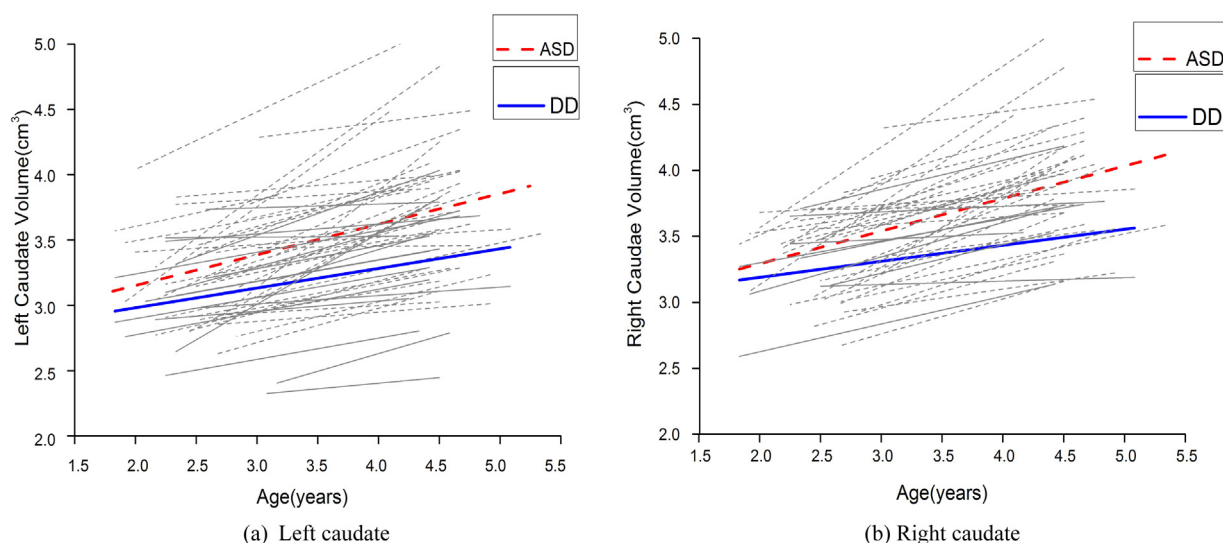 ASD
DD
Left Caudate Volume(cm³)
5.0
4.5
4.0
3.5
3.0
2.5
2.0
1.5 2.0 2.5 3.0 3.5 4.0 4.5 5.0 5.5
Age(years)
(a) Left caudate
ASD
DD
Right Caudae Volume(cm³)
5.0
4.5
4.0
3.5
3.0
2.5
2.0
1.5 2.0 2.5 3.0 3.5 4.0 4.5 5.0 5.5
Age(years)
(b) Right caudate